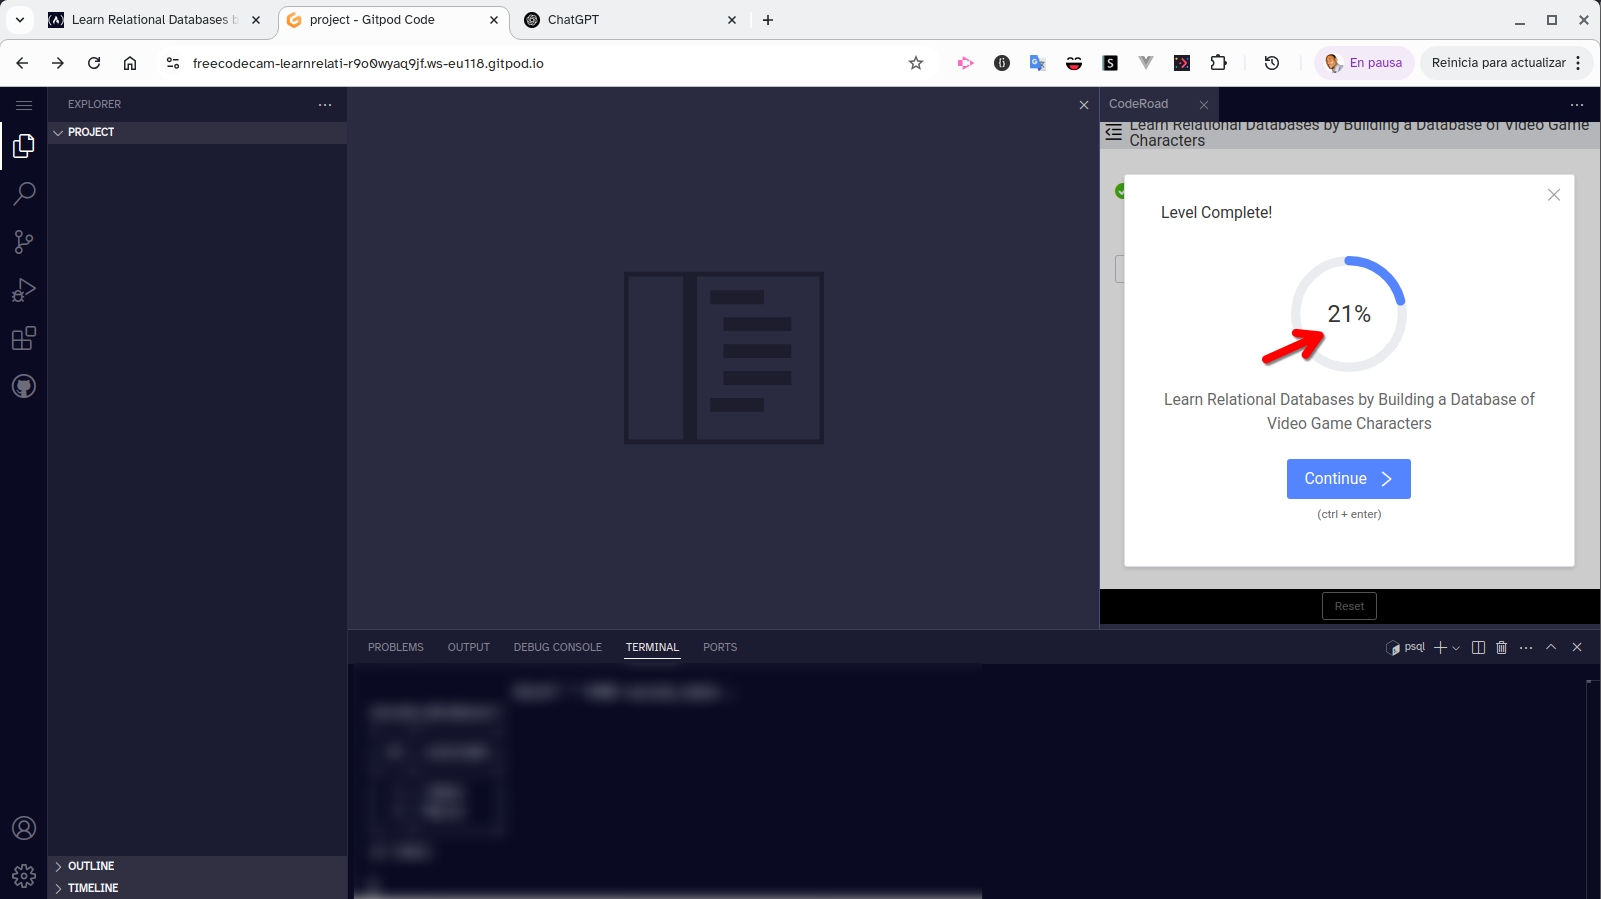 Learn Relational Databases b
project - Gitpod Code
ChatGPT
freecodecam-learnrelati-r9o0wyaq9jf.ws-eu118.gitpod.io
En pausa
Reinicia para actualizar
EXPLORER
PROJECT
CodeRoad
Learn Relational Databases by Building a Database of Video Game
Characters
Level Complete!
21%
Learn Relational Databases by Building a Database of
Video Game Characters
Continue
(ctrl + enter)
Reset
PROBLEMS
OUTPUT
DEBUG CONSOLE
TERMINAL
PORTS
psql
OUTLINE
TIMELINE